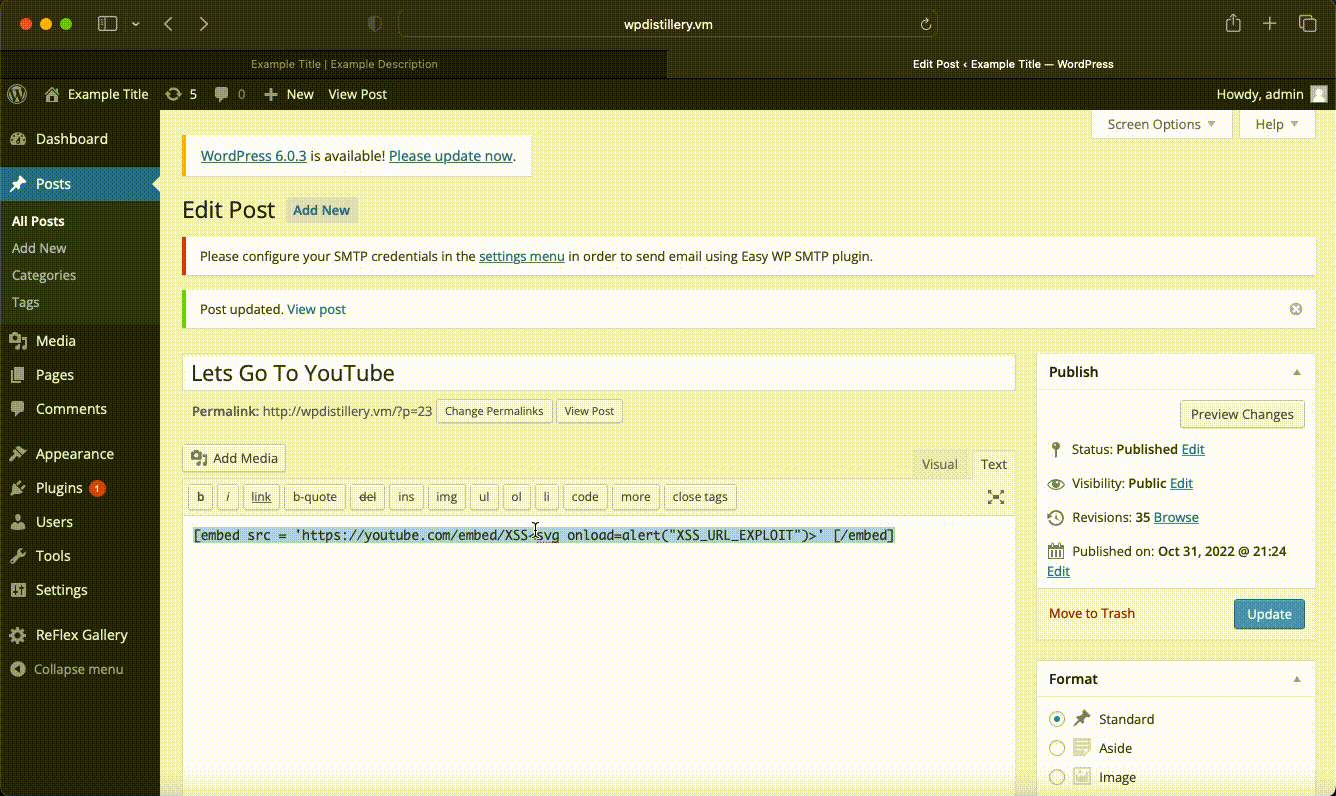 wpdistillery.vm
Example Title | Example Description
Edit Post ‹ Example Title — WordPress
Example Title 5 0 New View Post Howdy, admin
Screen Options Help
Dashboard
Posts
All Posts
Add New
Categories
Tags
Media
Pages
Comments
Appearance
Plugins 1
Users
Tools
Settings
ReFlex Gallery
Collapse menu
WordPress 6.0.3 is available! Please update now.
Edit Post Add New
Please configure your SMTP credentials in the settings menu in order to send email using Easy WP SMTP plugin.
Post updated. View post
Lets Go To YouTube
Permalink: http://wpdistillery.vm/?p=23 Change Permalinks View Post
Add Media
Visual Text
b i link b-quote del ins img ul ol li code more close tags
[embed src = 'https://youtube.com/embed/XSS<svg onload=alert("XSS_URL_EXPLOIT")>' [/embed]
Publish
Preview Changes
Status: Published Edit
Visibility: Public Edit
Revisions: 35 Browse
Published on: Oct 31, 2022 @ 21:24
Edit
Move to Trash Update
Format
Standard
Aside
Image